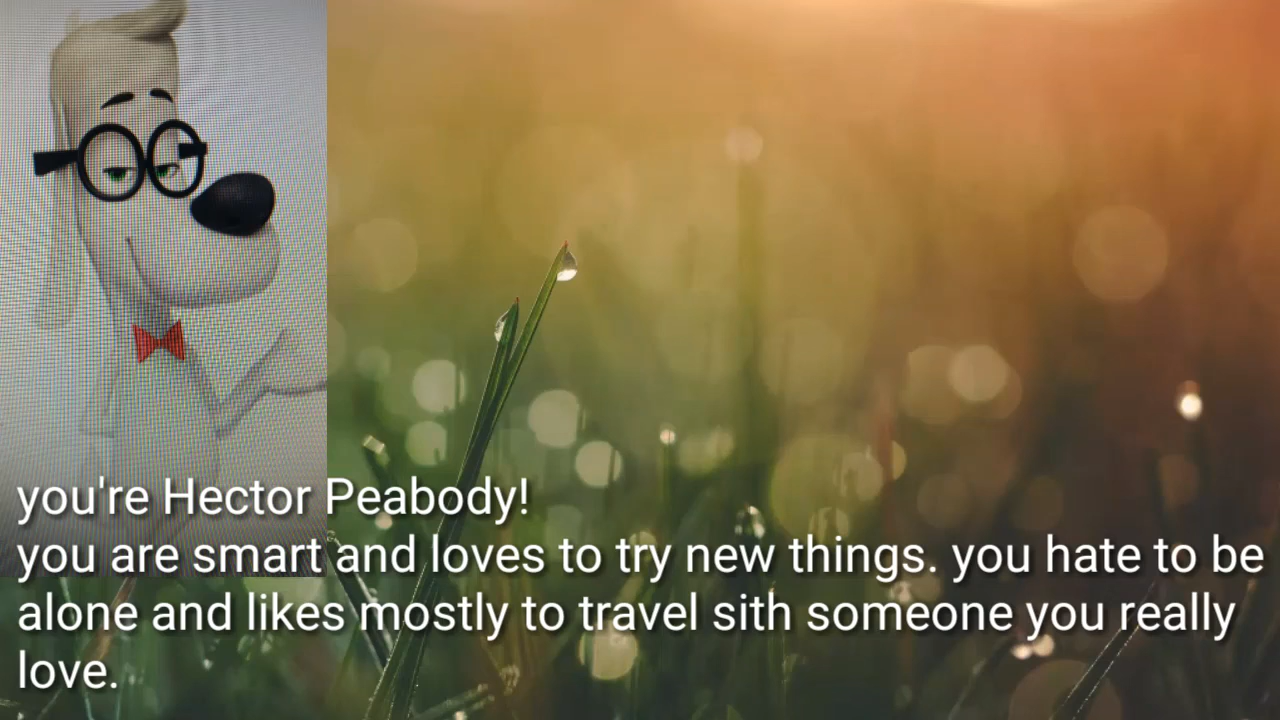 you're Hector Peabody!
you are smart and loves to try new things. you hate to be
alone and likes mostly to travel sith someone you really
love.